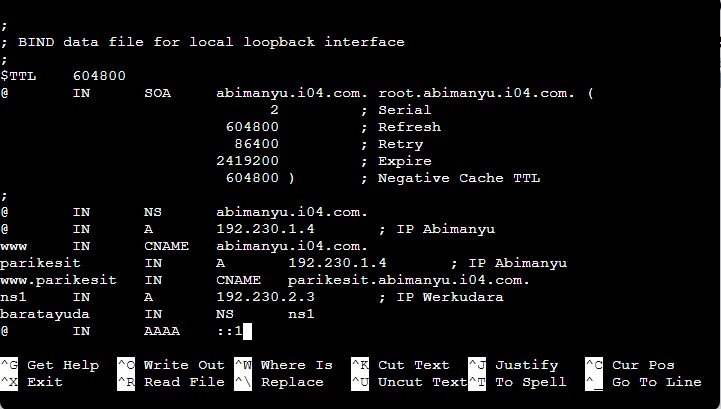 ;
; BIND data file for local loopback interface
;
$TTL    604800
@       IN      SOA     abimanyu.i04.com. root.abimanyu.i04.com. (
                              2         ; Serial
                         604800         ; Refresh
                          86400         ; Retry
                        2419200         ; Expire
                         604800 )       ; Negative Cache TTL
;
@       IN      NS      abimanyu.i04.com.
@       IN      A       192.230.1.4       ; IP Abimanyu
www     IN      CNAME   abimanyu.i04.com.
parikesit       IN      A       192.230.1.4       ; IP Abimanyu
www.parikesit   IN      CNAME   parikesit.abimanyu.i04.com.
ns1     IN      A       192.230.2.3       ; IP Werkudara
baratayuda      IN      NS      ns1
@       IN      AAAA    ::1
^G Get Help  ^O Write Out ^W Where Is  ^K Cut Text  ^J Justify   ^C Cur Pos
^X Exit      ^R Read File ^\ Replace   ^U Uncut Text^T To Spell  ^_ Go To Line